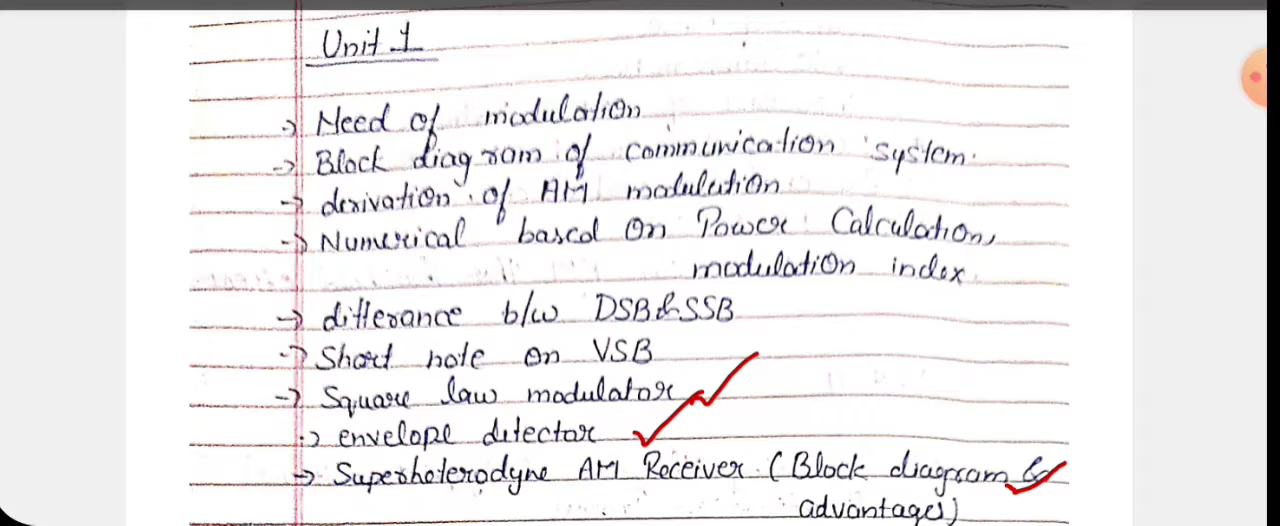 Unit 1
→ Need of modulation
→ Block diagram of communication system.
→ derivation of AM modulation
→ Numerical based on Power Calculation,
modulation index
→ differance b/w DSB & SSB
→ Short note on VSB
→ Square law modulator
→ envelope detector
→ Superheterodyne AM Receiver (Block diagram &
advantages)